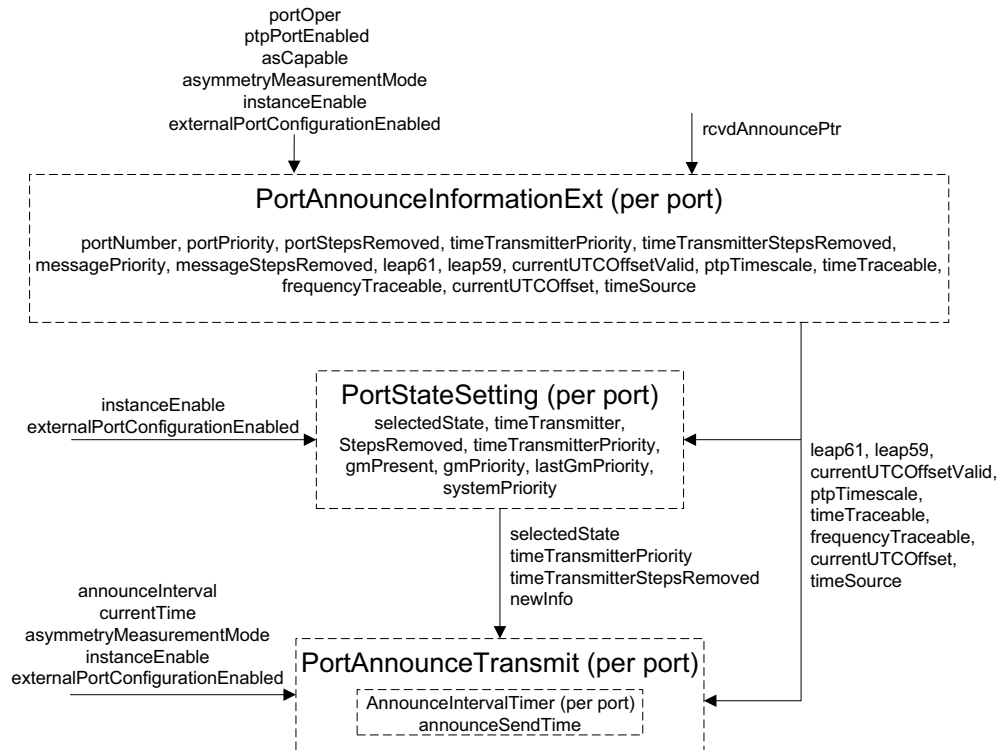 portOper
ptpPortEnabled
asCapable
asymmetryMeasurementMode
instanceEnable
externalPortConfigurationEnabled
rcvdAnnouncePtr
PortAnnounceInformationExt (per port)
portNumber, portPriority, portStepsRemoved, timeTransmitterPriority, timeTransmitterStepsRemoved,
messagePriority, messageStepsRemoved, leap61, leap59, currentUTCOffsetValid, ptpTimescale, timeTraceable,
frequencyTraceable, currentUTCOffset, timeSource
PortStateSetting (per port)
selectedState, timeTransmitter,
StepsRemoved, timeTransmitterPriority,
gmPresent, gmPriority, lastGmPriority,
systemPriority
instanceEnable
externalPortConfigurationEnabled
leap61, leap59,
currentUTCOffsetValid,
ptpTimescale,
timeTraceable,
frequencyTraceable,
currentUTCOffset,
timeSource
selectedState
timeTransmitterPriority
timeTransmitterStepsRemoved
newInfo
announceInterval
currentTime
asymmetryMeasurementMode
instanceEnable
externalPortConfigurationEnabled
PortAnnounceTransmit (per port)
AnnounceIntervalTimer (per port)
announceSendTime